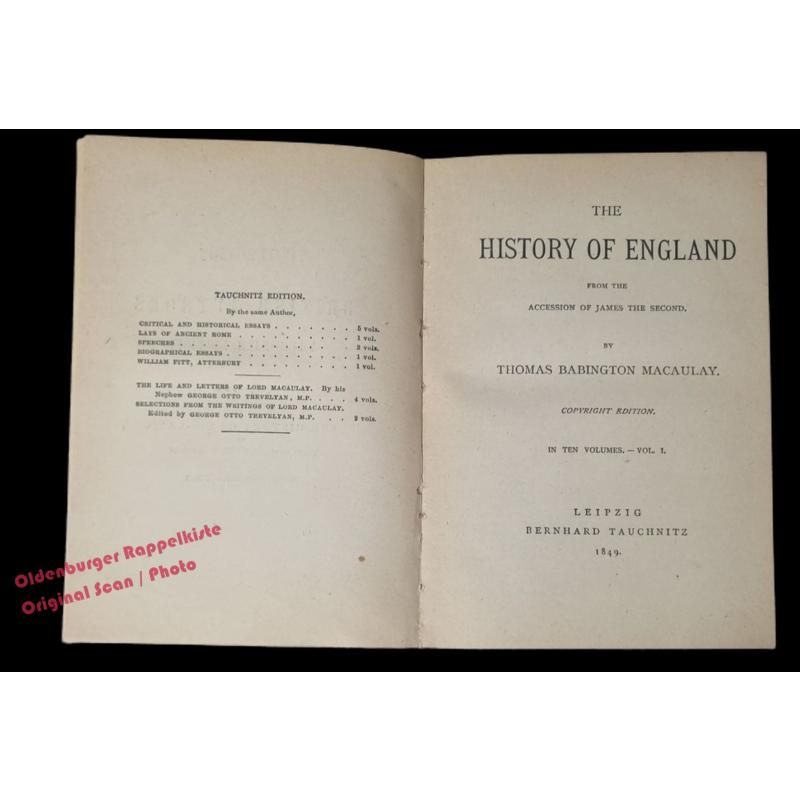 TAUCHNITZ EDITION.
By the same Author,
CRITICAL AND HISTORICAL ESSAYS . . . . . . . 5 vols.
LAYS OF ANCIENT ROME . . . . . . . . . . 1 vol.
SPEECHES . . . . . . . . . . . . . . . 2 vols.
BIOGRAPHICAL ESSAYS . . . . . . . . . . . 1 vol.
WILLIAM PITT, ATTERBURY . . . . . . . . . 1 vol.
THE LIFE AND LETTERS OF LORD MACAULAY. By his
Nephew GEORGE OTTO TREVELYAN, M.P. . . . 4 vols.
SELECTIONS FROM THE WRITINGS OF LORD MACAULAY.
Edited by GEORGE OTTO TREVELYAN, M.P. . . 2 vols.
THE
HISTORY OF ENGLAND
FROM THE
ACCESSION OF JAMES THE SECOND.
BY
THOMAS BABINGTON MACAULAY.
COPYRIGHT EDITION.
IN TEN VOLUMES. — VOL. I.
LEIPZIG
BERNHARD TAUCHNITZ
1849.
Oldenburger Rappelkiste
Original Scan / Photo